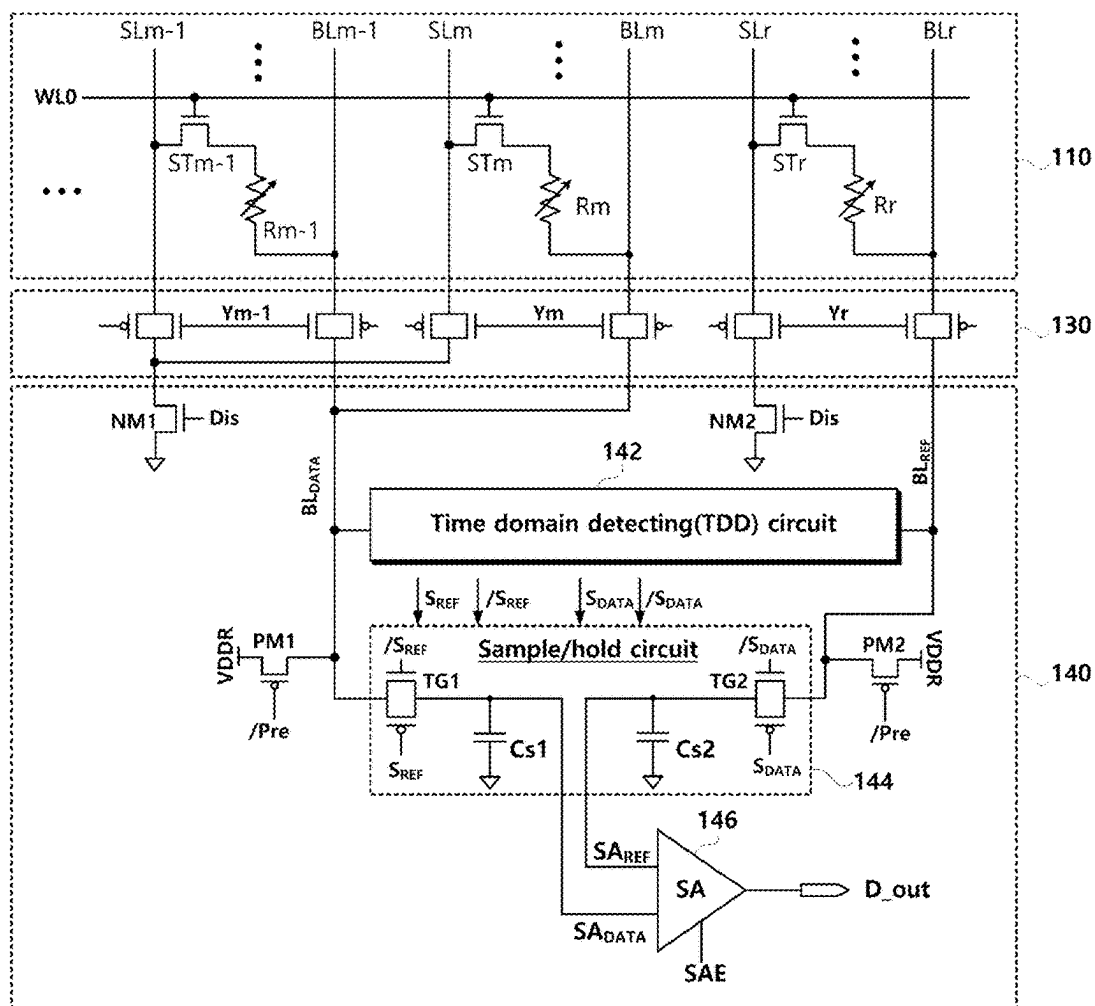 SLm-1 BLm-1 SLm BLm SLr BLr
WL0
STm-1 STm STr
Rm-1 Rm Rr
110
Ym-1 Ym Yr
130
NM1 Dis NM2 Dis
142
BLDATA BLREF
Time domain detecting(TDD) circuit
SREF /SREF SDATA /SDATA
Sample/hold circuit
VDDR PM1 /SREF /SDATA PM2 VDDR
TG1 TG2
140
/Pre Cs1 Cs2 /Pre
SREF SDATA
144
146
SAREF
SA D_out
SADATA
SAE